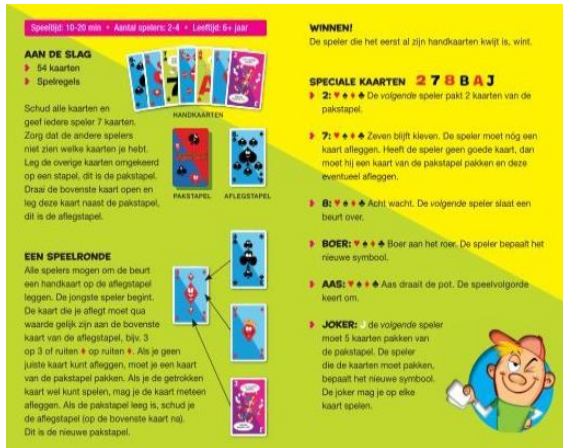 Speeltijd: 10-20 min • Aantal spelers: 2-4 • Leeftijd: 6+ jaar
AAN DE SLAG
54 kaarten
Spelregels
Schud alle kaarten en
geef iedere speler 7 kaarten.
Zorg dat de andere spelers
niet zien welke kaarten je hebt.
Leg de overige kaarten omgekeerd
op een stapel, dit is de pakstapel.
Draai de bovenste kaart open en
leg deze kaart naast de pakstapel,
dit is de aflegstapel.
HANDKAARTEN
PAKSTAPEL
AFLEGSTAPEL
EEN SPEELRONDE
Alle spelers mogen om de beurt
een handkaart op de aflegstapel
leggen. De jongste speler begint.
De kaart die je aflegt moet qua
waarde gelijk zijn aan de bovenste
kaart van de aflegstapel, bijv. 3
op 3 of ruiten ♦ op ruiten ♦. Als je geen
juiste kaart kunt afleggen, moet je een kaart
van de pakstapel pakken. Als je de getrokken
kaart wel kunt spelen, mag je de kaart meteen
afleggen. Als de pakstapel leeg is, schud je
de aflegstapel (op de bovenste kaart na).
Dit is de nieuwe pakstapel.
WINNEN!
De speler die het eerst al zijn handkaarten kwijt is, wint.
SPECIALE KAARTEN 2 7 8 B A J
2: ♥ ♠ ♦ ♣ De volgende speler pakt 2 kaarten van de
pakstapel.
7: ♥ ♠ ♦ ♣ Zeven blijft kleven. De speler moet nóg een
kaart afleggen. Heeft de speler geen goede kaart, dan
moet hij een kaart van de pakstapel pakken en deze
eventueel afleggen.
8: ♥ ♠ ♦ ♣ Acht wacht. De volgende speler slaat een
beurt over.
BOER: ♥ ♠ ♦ ♣ Boer aan het roer. De speler bepaalt het
nieuwe symbool.
AAS: ♥ ♠ ♦ ♣ Aas draait de pot. De speelvolgorde
keert om.
JOKER: J de volgende speler
moet 5 kaarten pakken van
de pakstapel. De speler
die de kaarten moet pakken,
bepaalt het nieuwe symbool.
De joker mag je op elke
kaart spelen.